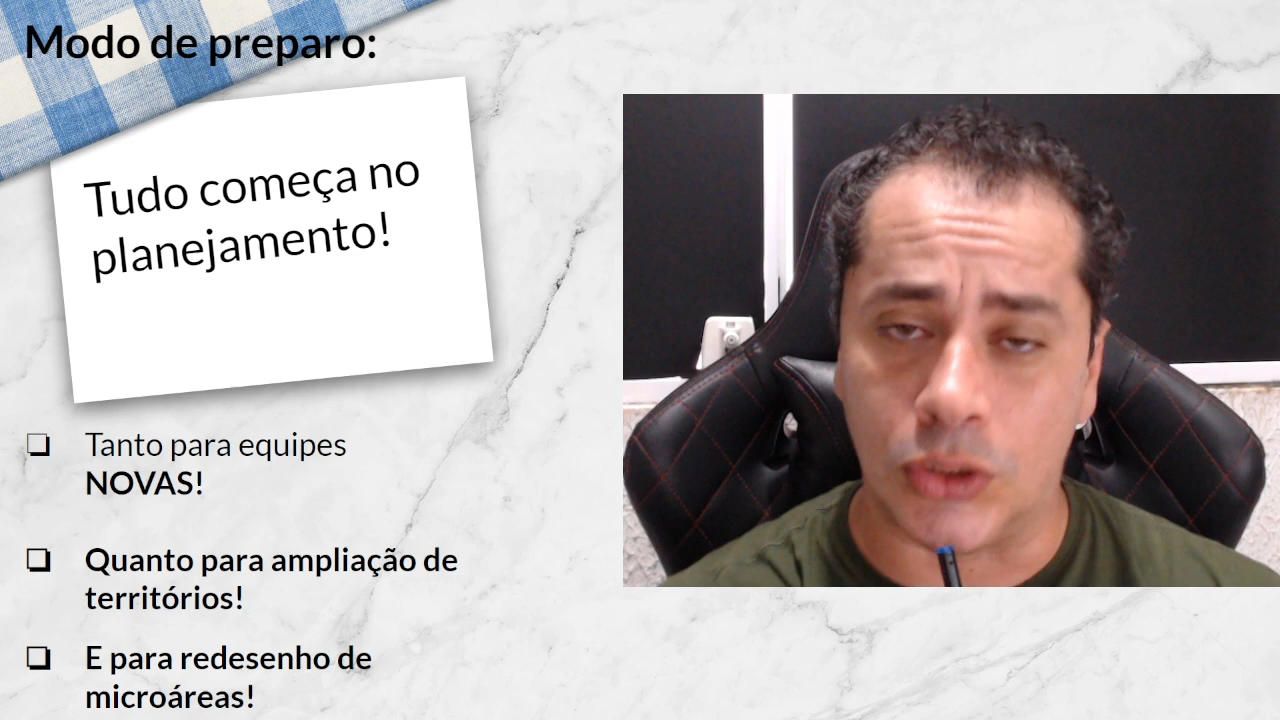 Modo de preparo:
Tudo começa no
planejamento!
❏ Tanto para equipes
NOVAS!
❏ Quanto para ampliação de
territórios!
❏ E para redesenho de
microáreas!